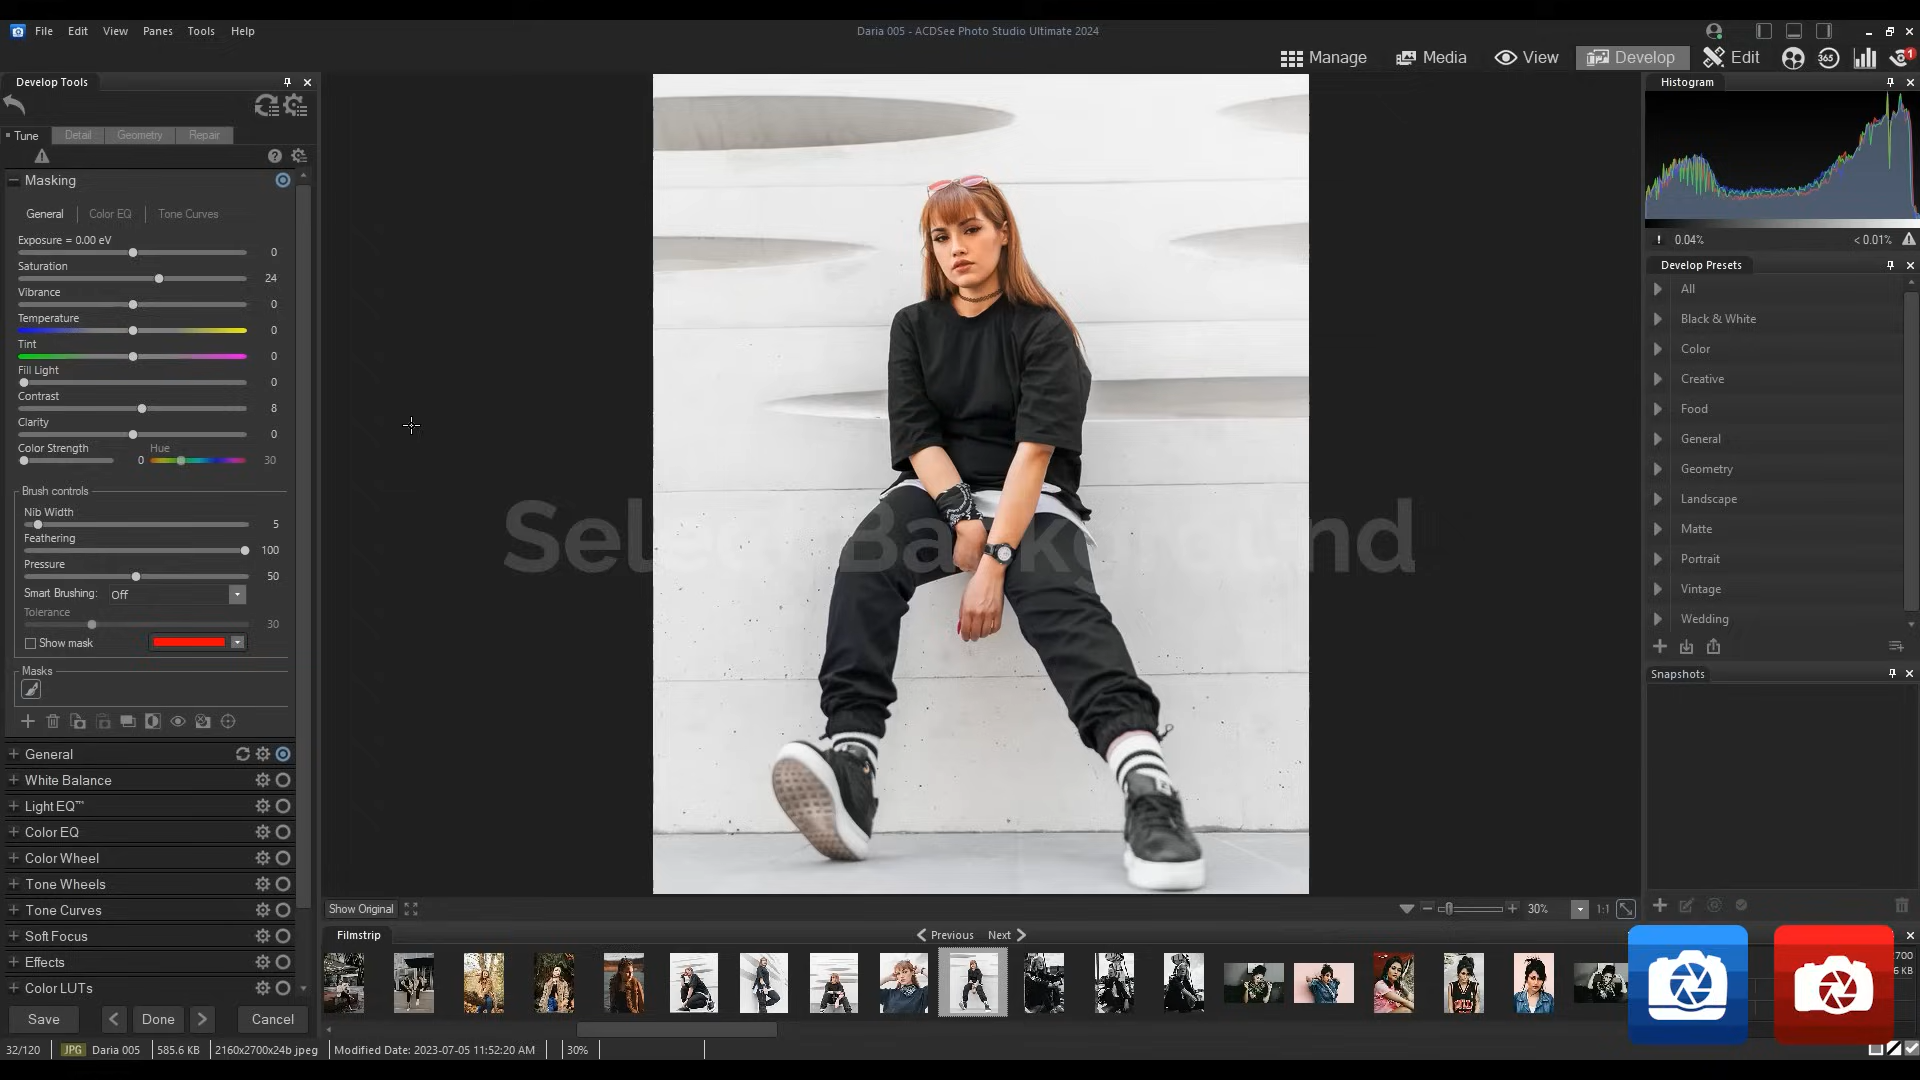 File Edit View Panes Tools Help
Daria 005 - ACDSee Photo Studio Ultimate 2024
Manage Media View Develop Edit 365 1
Develop Tools
Tune Detail Geometry Repair
Masking
General Color EQ Tone Curves
Exposure = 0.00 eV
0
Saturation
24
Vibrance
0
Temperature
0
Tint
0
Fill Light
0
Contrast
8
Clarity
0
Color Strength Hue
0 30
Brush controls
Nib Width
5
Feathering
100
Pressure
50
Smart Brushing: Off
Tolerance
30
Show mask
Masks
General
White Balance
Light EQ™
Color EQ
Color Wheel
Tone Wheels
Tone Curves
Soft Focus
Effects
Color LUTs
Save Done Cancel
Select Background
Show Original
30% 1:1
Filmstrip
Previous Next
Histogram
0.04% < 0.01%
Develop Presets
All
Black & White
Color
Creative
Food
General
Geometry
Landscape
Matte
Portrait
Vintage
Wedding
Snapshots
32/120 JPG Daria 005 585.6 KB 2160x2700x24b jpeg Modified Date: 2023-07-05 11:52:20 AM 30%